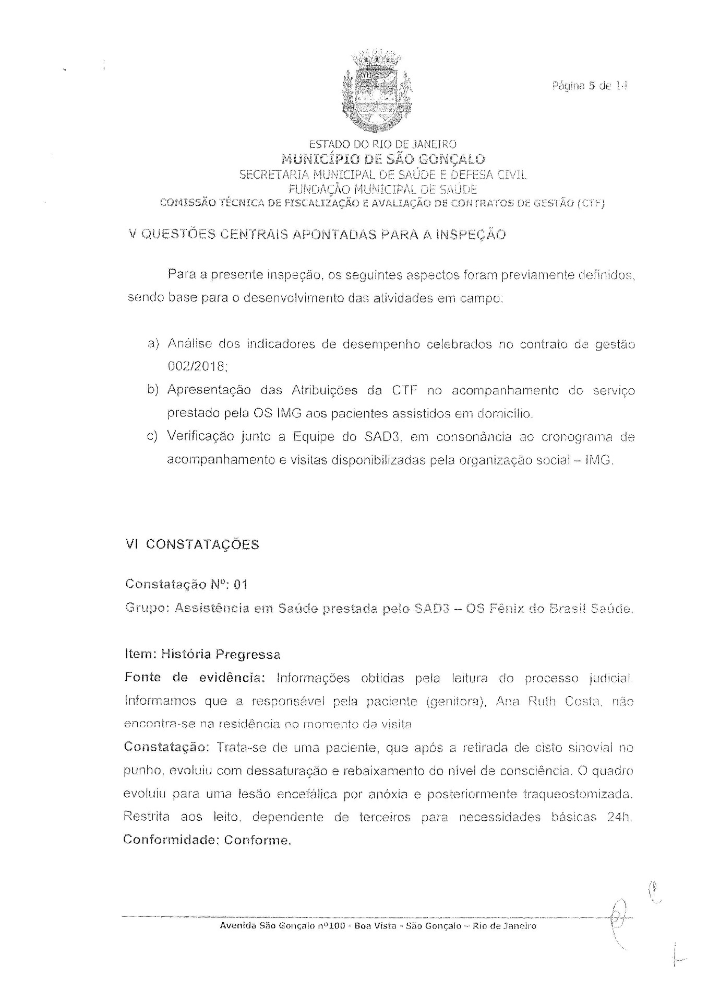 Página 5 de 14
ESTADO DO RIO DE JANEIRO
MUNICÍPIO DE SÃO GONÇALO
SECRETARIA MUNICIPAL DE SAÚDE E DEFESA CIVIL
FUNDAÇÃO MUNICIPAL DE SAÚDE
COMISSÃO TÉCNICA DE FISCALIZAÇÃO E AVALIAÇÃO DE CONTRATOS DE GESTÃO (CTF)
V QUESTÕES CENTRAIS APONTADAS PARA A INSPEÇÃO
Para a presente inspeção, os seguintes aspectos foram previamente definidos,
sendo base para o desenvolvimento das atividades em campo:
a) Análise dos indicadores de desempenho celebrados no contrato de gestão
002/2018;
b) Apresentação das Atribuições da CTF no acompanhamento do serviço
prestado pela OS IMG aos pacientes assistidos em domicílio.
c) Verificação junto a Equipe do SAD3, em consonância ao cronograma de
acompanhamento e visitas disponibilizadas pela organização social – IMG.
VI CONSTATAÇÕES
Constatação Nº: 01
Grupo: Assistência em Saúde prestada pelo SAD3 – OS Fênix do Brasil Saúde.
Item: História Pregressa
Fonte de evidência: Informações obtidas pela leitura do processo judicial.
Informamos que a responsável pela paciente (genitora), Ana Ruth Costa, não
encontra-se na residência no momento da visita
Constatação: Trata-se de uma paciente, que após a retirada de cisto sinovial no
punho, evoluiu com dessaturação e rebaixamento do nível de consciência. O quadro
evoluiu para uma lesão encefálica por anóxia e posteriormente traqueostomizada.
Restrita aos leito, dependente de terceiros para necessidades básicas 24h.
Conformidade: Conforme.
Avenida São Gonçalo nº100 - Boa Vista - São Gonçalo – Rio de Janeiro